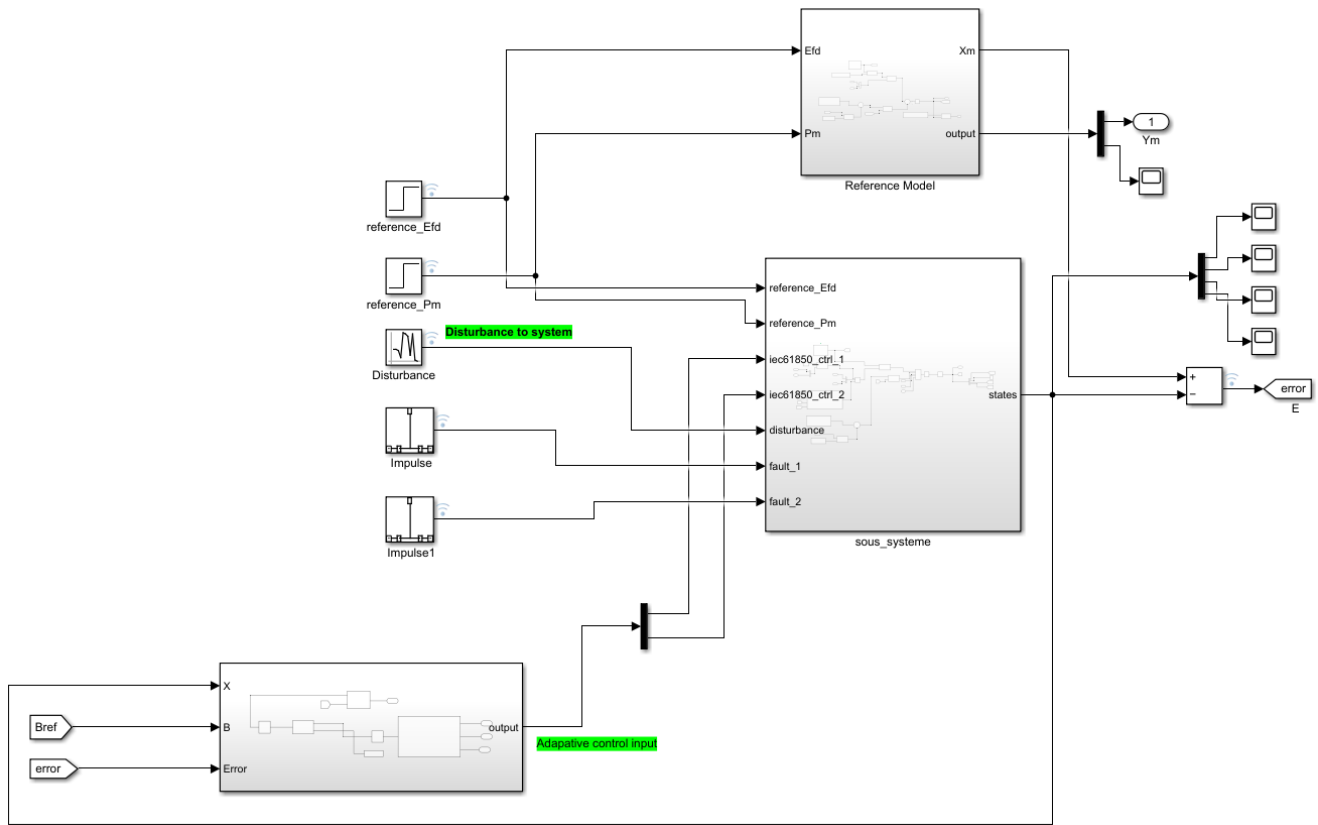 Efd
Xm
Pm
output
Reference Model
1
Ym
reference_Efd
reference_Pm
Disturbance to system
Disturbance
Impulse
Impulse1
reference_Efd
reference_Pm
iec61850_ctrl_1
iec61850_ctrl_2
disturbance
fault_1
fault_2
states
sous_systeme
+
−
error
E
X
B
Error
output
Bref
error
Adapative control input